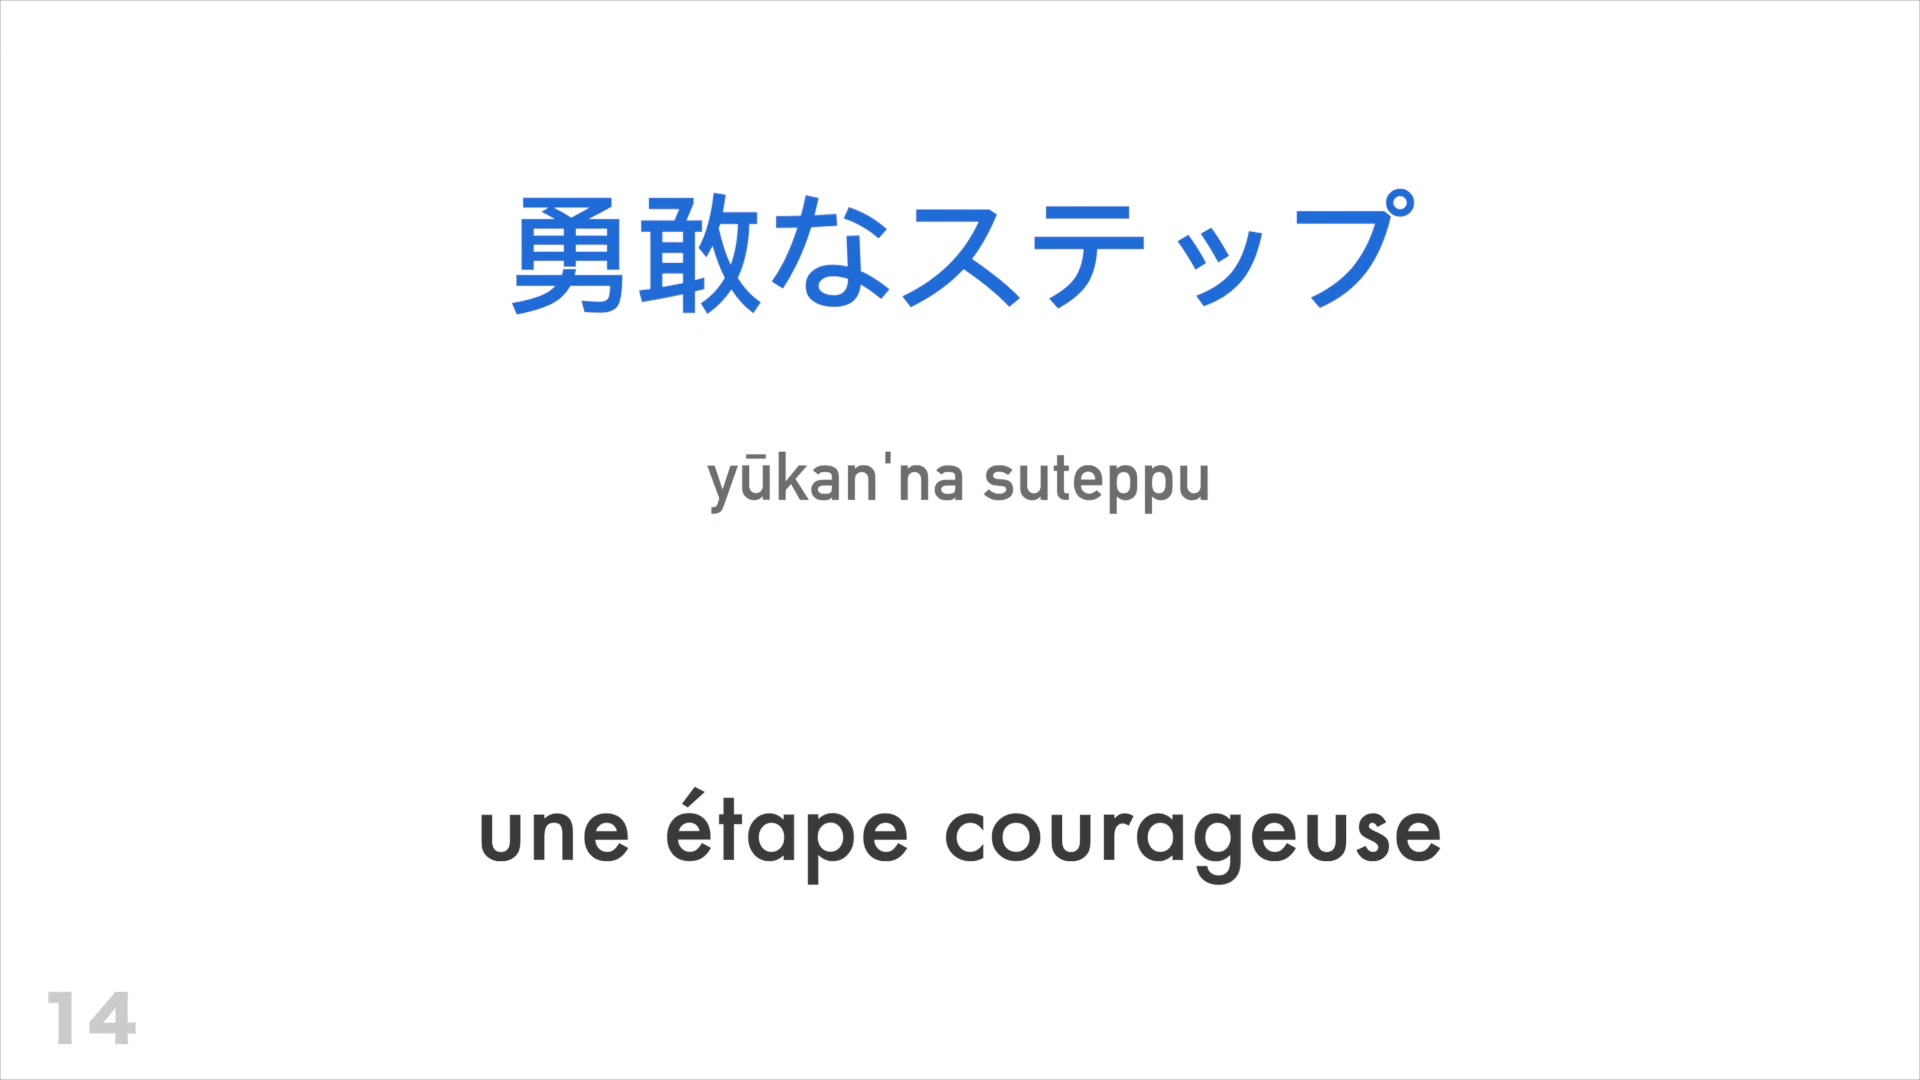 勇敢なステップ
yūkan'na suteppu
une étape courageuse
14